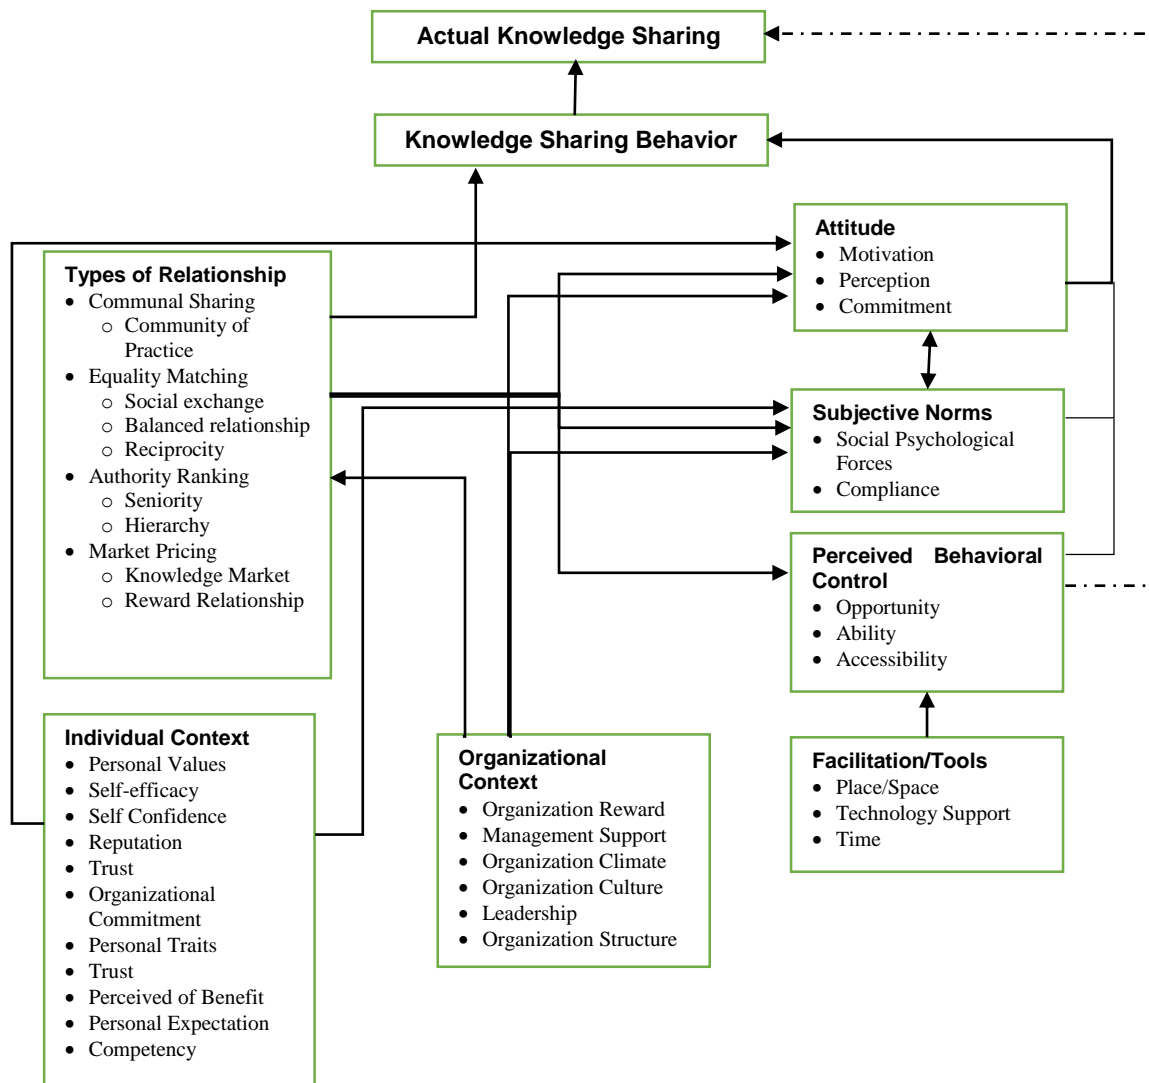 Actual Knowledge Sharing
Knowledge Sharing Behavior
Attitude
• Motivation
• Perception
• Commitment
Types of Relationship
• Communal Sharing
o Community of
Practice
• Equality Matching
o Social exchange
o Balanced relationship
o Reciprocity
• Authority Ranking
o Seniority
o Hierarchy
• Market Pricing
o Knowledge Market
o Reward Relationship
Subjective Norms
• Social Psychological
Forces
• Compliance
Perceived Behavioral
Control
• Opportunity
• Ability
• Accessibility
Individual Context
• Personal Values
• Self-efficacy
• Self Confidence
• Reputation
• Trust
• Organizational
Commitment
• Personal Traits
• Trust
• Perceived of Benefit
• Personal Expectation
• Competency
Organizational
Context
• Organization Reward
• Management Support
• Organization Climate
• Organization Culture
• Leadership
• Organization Structure
Facilitation/Tools
• Place/Space
• Technology Support
• Time